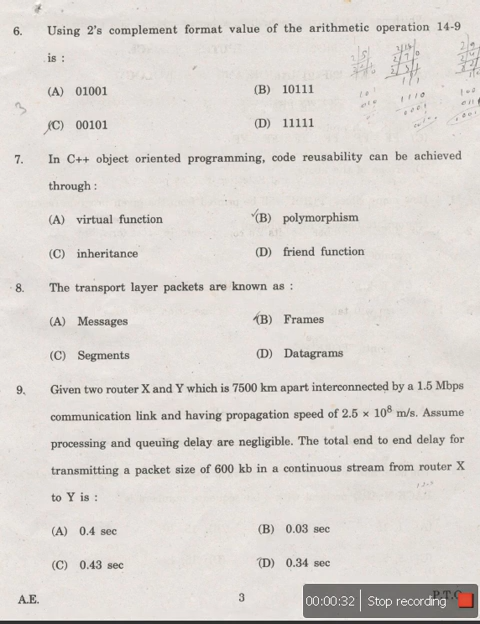 6. Using 2's complement format value of the arithmetic operation 14-9
is :
(A) 01001 (B) 10111
(C) 00101 (D) 11111
7. In C++ object oriented programming, code reusability can be achieved
through :
(A) virtual function (B) polymorphism
(C) inheritance (D) friend function
8. The transport layer packets are known as :
(A) Messages (B) Frames
(C) Segments (D) Datagrams
9. Given two router X and Y which is 7500 km apart interconnected by a 1.5 Mbps
communication link and having propagation speed of 2.5 × 10⁸ m/s. Assume
processing and queuing delay are negligible. The total end to end delay for
transmitting a packet size of 600 kb in a continuous stream from router X
to Y is :
(A) 0.4 sec (B) 0.03 sec
(C) 0.43 sec (D) 0.34 sec
A.E. 3 P.T.O.
00:00:32 Stop recording